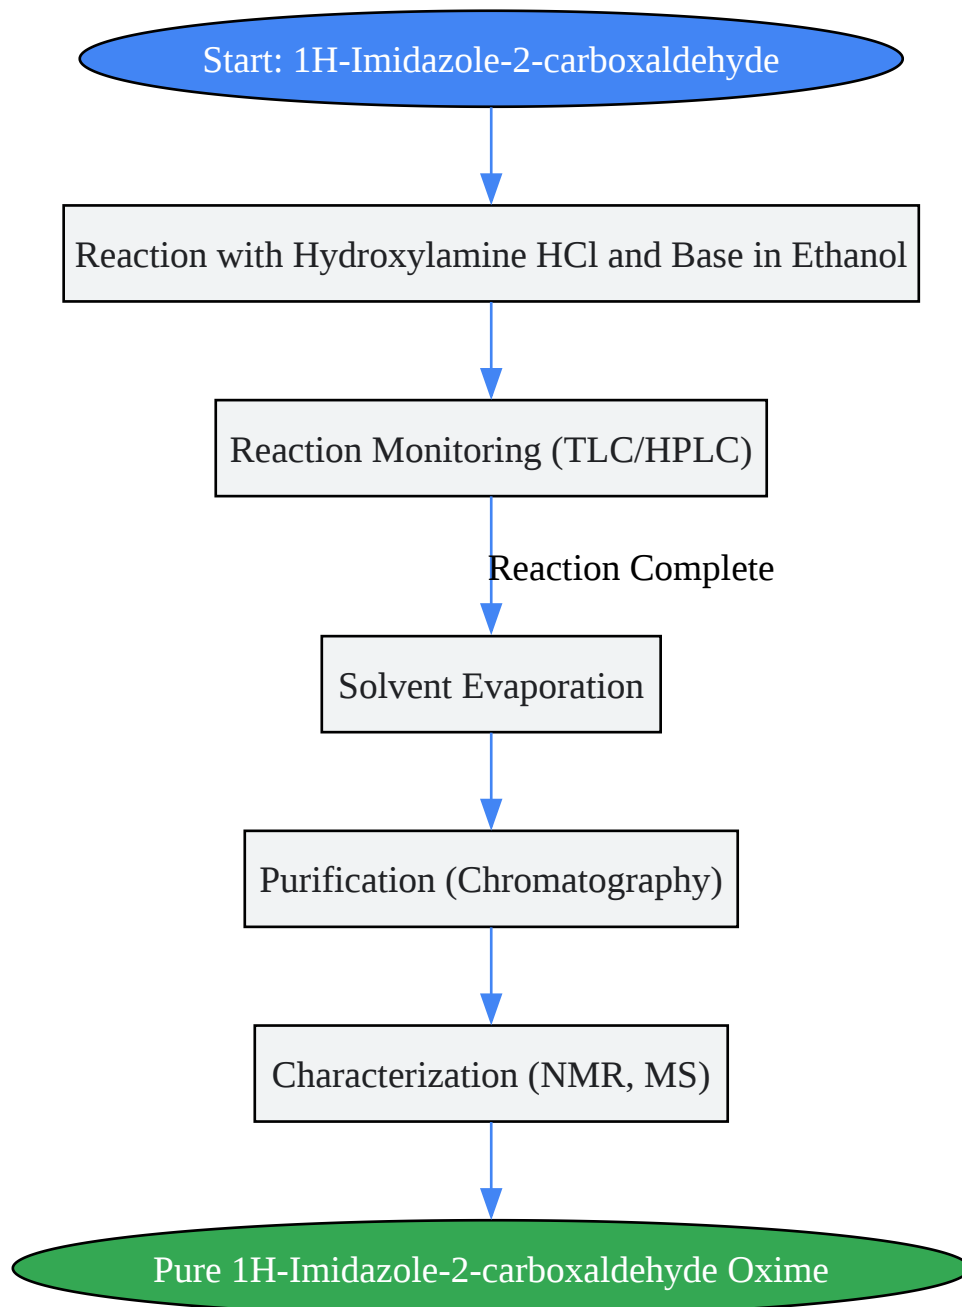 Start: 1H-Imidazole-2-carboxaldehyde
Reaction with Hydroxylamine HCl and Base in Ethanol
Reaction Monitoring (TLC/HPLC)
Reaction Complete
Solvent Evaporation
Purification (Chromatography)
Characterization (NMR, MS)
Pure 1H-Imidazole-2-carboxaldehyde Oxime